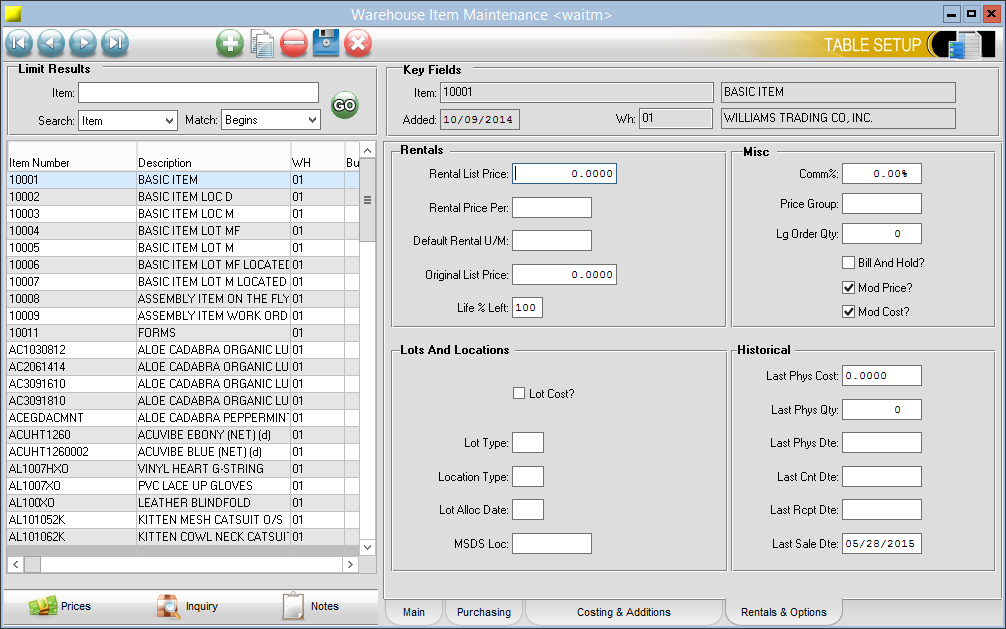 Warehouse Item Maintenance <waitm>
TABLE SETUP
Limit Results
Item:
Search: Item Match: Begins
GO
Key Fields
Item: 10001 BASIC ITEM
Added: 10/09/2014 Wh: 01 WILLIAMS TRADING CO, INC.
Item Number Description WH Bu
10001 BASIC ITEM 01
10002 BASIC ITEM LOC D 01
10003 BASIC ITEM LOC M 01
10004 BASIC ITEM LOT MF 01
10005 BASIC ITEM LOT M 01
10006 BASIC ITEM LOT MF LOCATED 01
10007 BASIC ITEM LOT M LOCATED 01
10008 ASSEMBLY ITEM ON THE FLY 01
10009 ASSEMBLY ITEM WORK ORD 01
10011 FORMS 01
AC1030812 ALOE CADABRA ORGANIC LU 01
AC2061414 ALOE CADABRA ORGANIC LU 01
AC3091610 ALOE CADABRA ORGANIC LU 01
AC3091810 ALOE CADABRA ORGANIC LU 01
ACEGDACMNT ALOE CADABRA PEPPERMINT 01
ACUHT1260 ACUVIBE EBONY (NET) (d) 01
ACUHT1260002 ACUVIBE BLUE (NET) (d) 01
AL1007HXO VINYL HEART G-STRING 01
AL1007XO PVC LACE UP GLOVES 01
AL100XO LEATHER BLINDFOLD 01
AL101052K KITTEN MESH CATSUIT O/S 01
AL101062K KITTEN COWL NECK CATSUI 01
Prices Inquiry Notes
Rentals
Rental List Price: 0.0000
Rental Price Per:
Default Rental U/M:
Original List Price: 0.0000
Life % Left: 100
Misc
Comm%: 0.00%
Price Group:
Lg Order Qty: 0
Bill And Hold?
Mod Price?
Mod Cost?
Lots And Locations
Lot Cost?
Lot Type:
Location Type:
Lot Alloc Date:
MSDS Loc:
Historical
Last Phys Cost: 0.0000
Last Phys Qty: 0
Last Phys Dte:
Last Cnt Dte:
Last Rcpt Dte:
Last Sale Dte: 05/28/2015
Main Purchasing Costing & Additions Rentals & Options